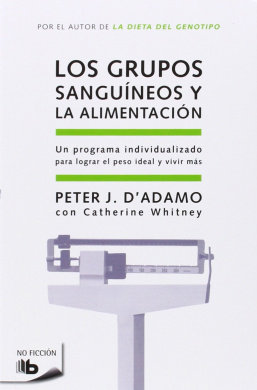 POR EL AUTOR DE LA DIETA DEL GENOTIPO
LOS GRUPOS
SANGUÍNEOS Y
LA ALIMENTACIÓN
Un programa individualizado
para lograr el peso ideal y vivir más
PETER J. D'ADAMO
con Catherine Whitney
NO FICCIÓN
b